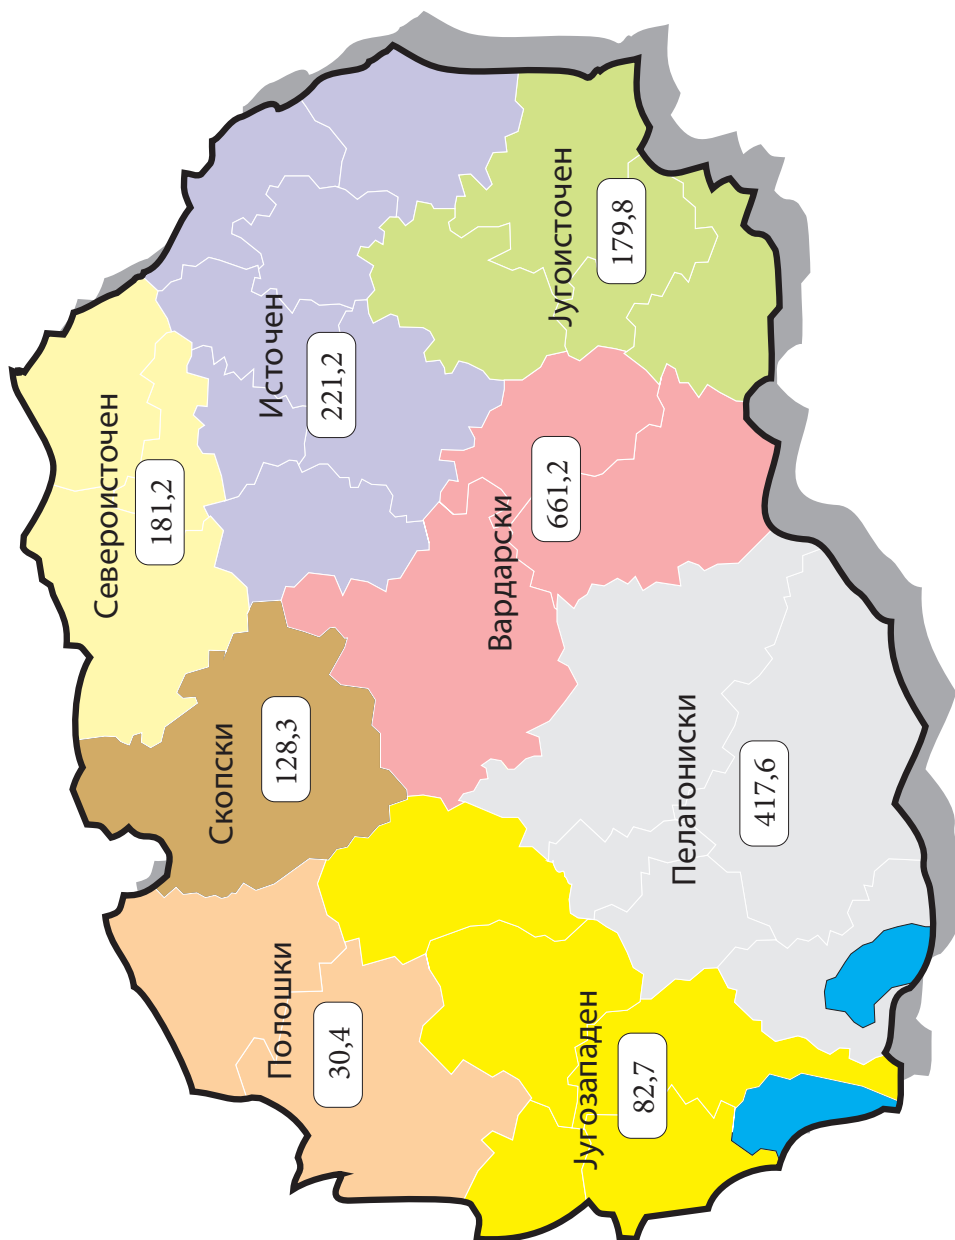 Североисточен
181,2
Скопски
128,3
Полошки
30,4
Источен
221,2
Вардарски
661,2
Југоисточен
179,8
Пелагониски
417,6
Југозападен
82,7